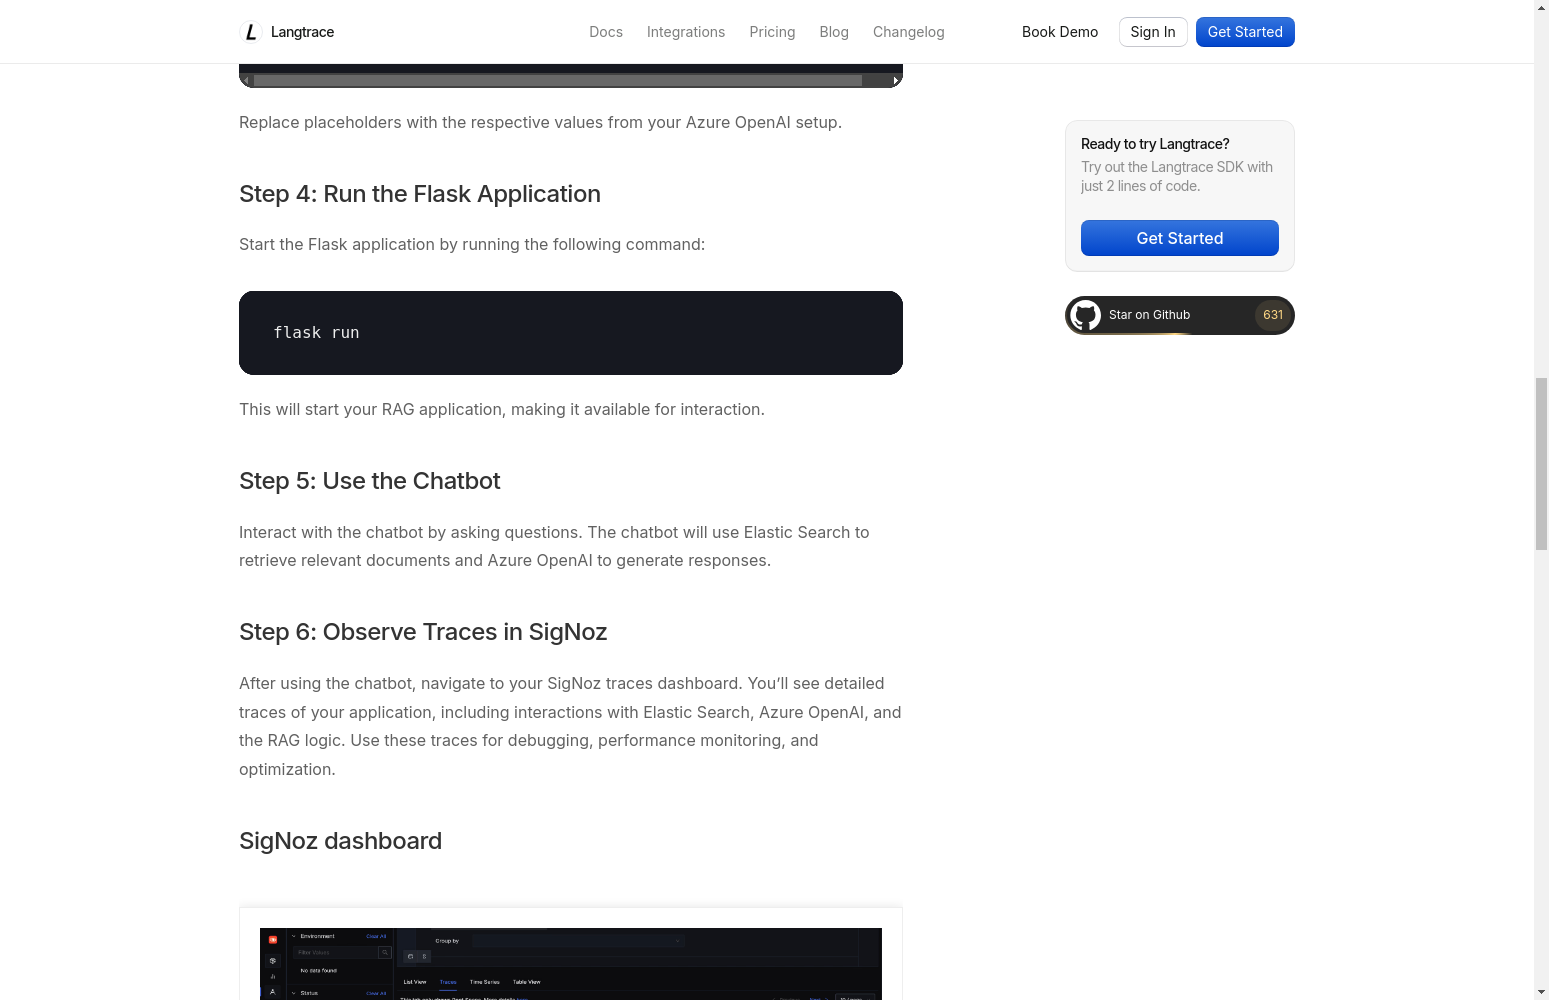 Langtrace
Docs
Integrations
Pricing
Blog
Changelog
Book Demo
Sign In
Get Started
Replace placeholders with the respective values from your Azure OpenAI setup.
Step 4: Run the Flask Application
Start the Flask application by running the following command:
flask run
This will start your RAG application, making it available for interaction.
Step 5: Use the Chatbot
Interact with the chatbot by asking questions. The chatbot will use Elastic Search to
retrieve relevant documents and Azure OpenAI to generate responses.
Step 6: Observe Traces in SigNoz
After using the chatbot, navigate to your SigNoz traces dashboard. You’ll see detailed
traces of your application, including interactions with Elastic Search, Azure OpenAI, and
the RAG logic. Use these traces for debugging, performance monitoring, and
optimization.
SigNoz dashboard
Environment
Clear All
Filter Values
No data found
Status
Clear All
Group by
List View
Traces
Time Series
Table View
Ready to try Langtrace?
Try out the Langtrace SDK with
just 2 lines of code.
Get Started
Star on Github
631